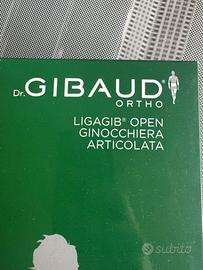 Dr. GIBAUD®
ORTHO
LIGAGIB® OPEN
GINOCCHIERA
ARTICOLATA
subito